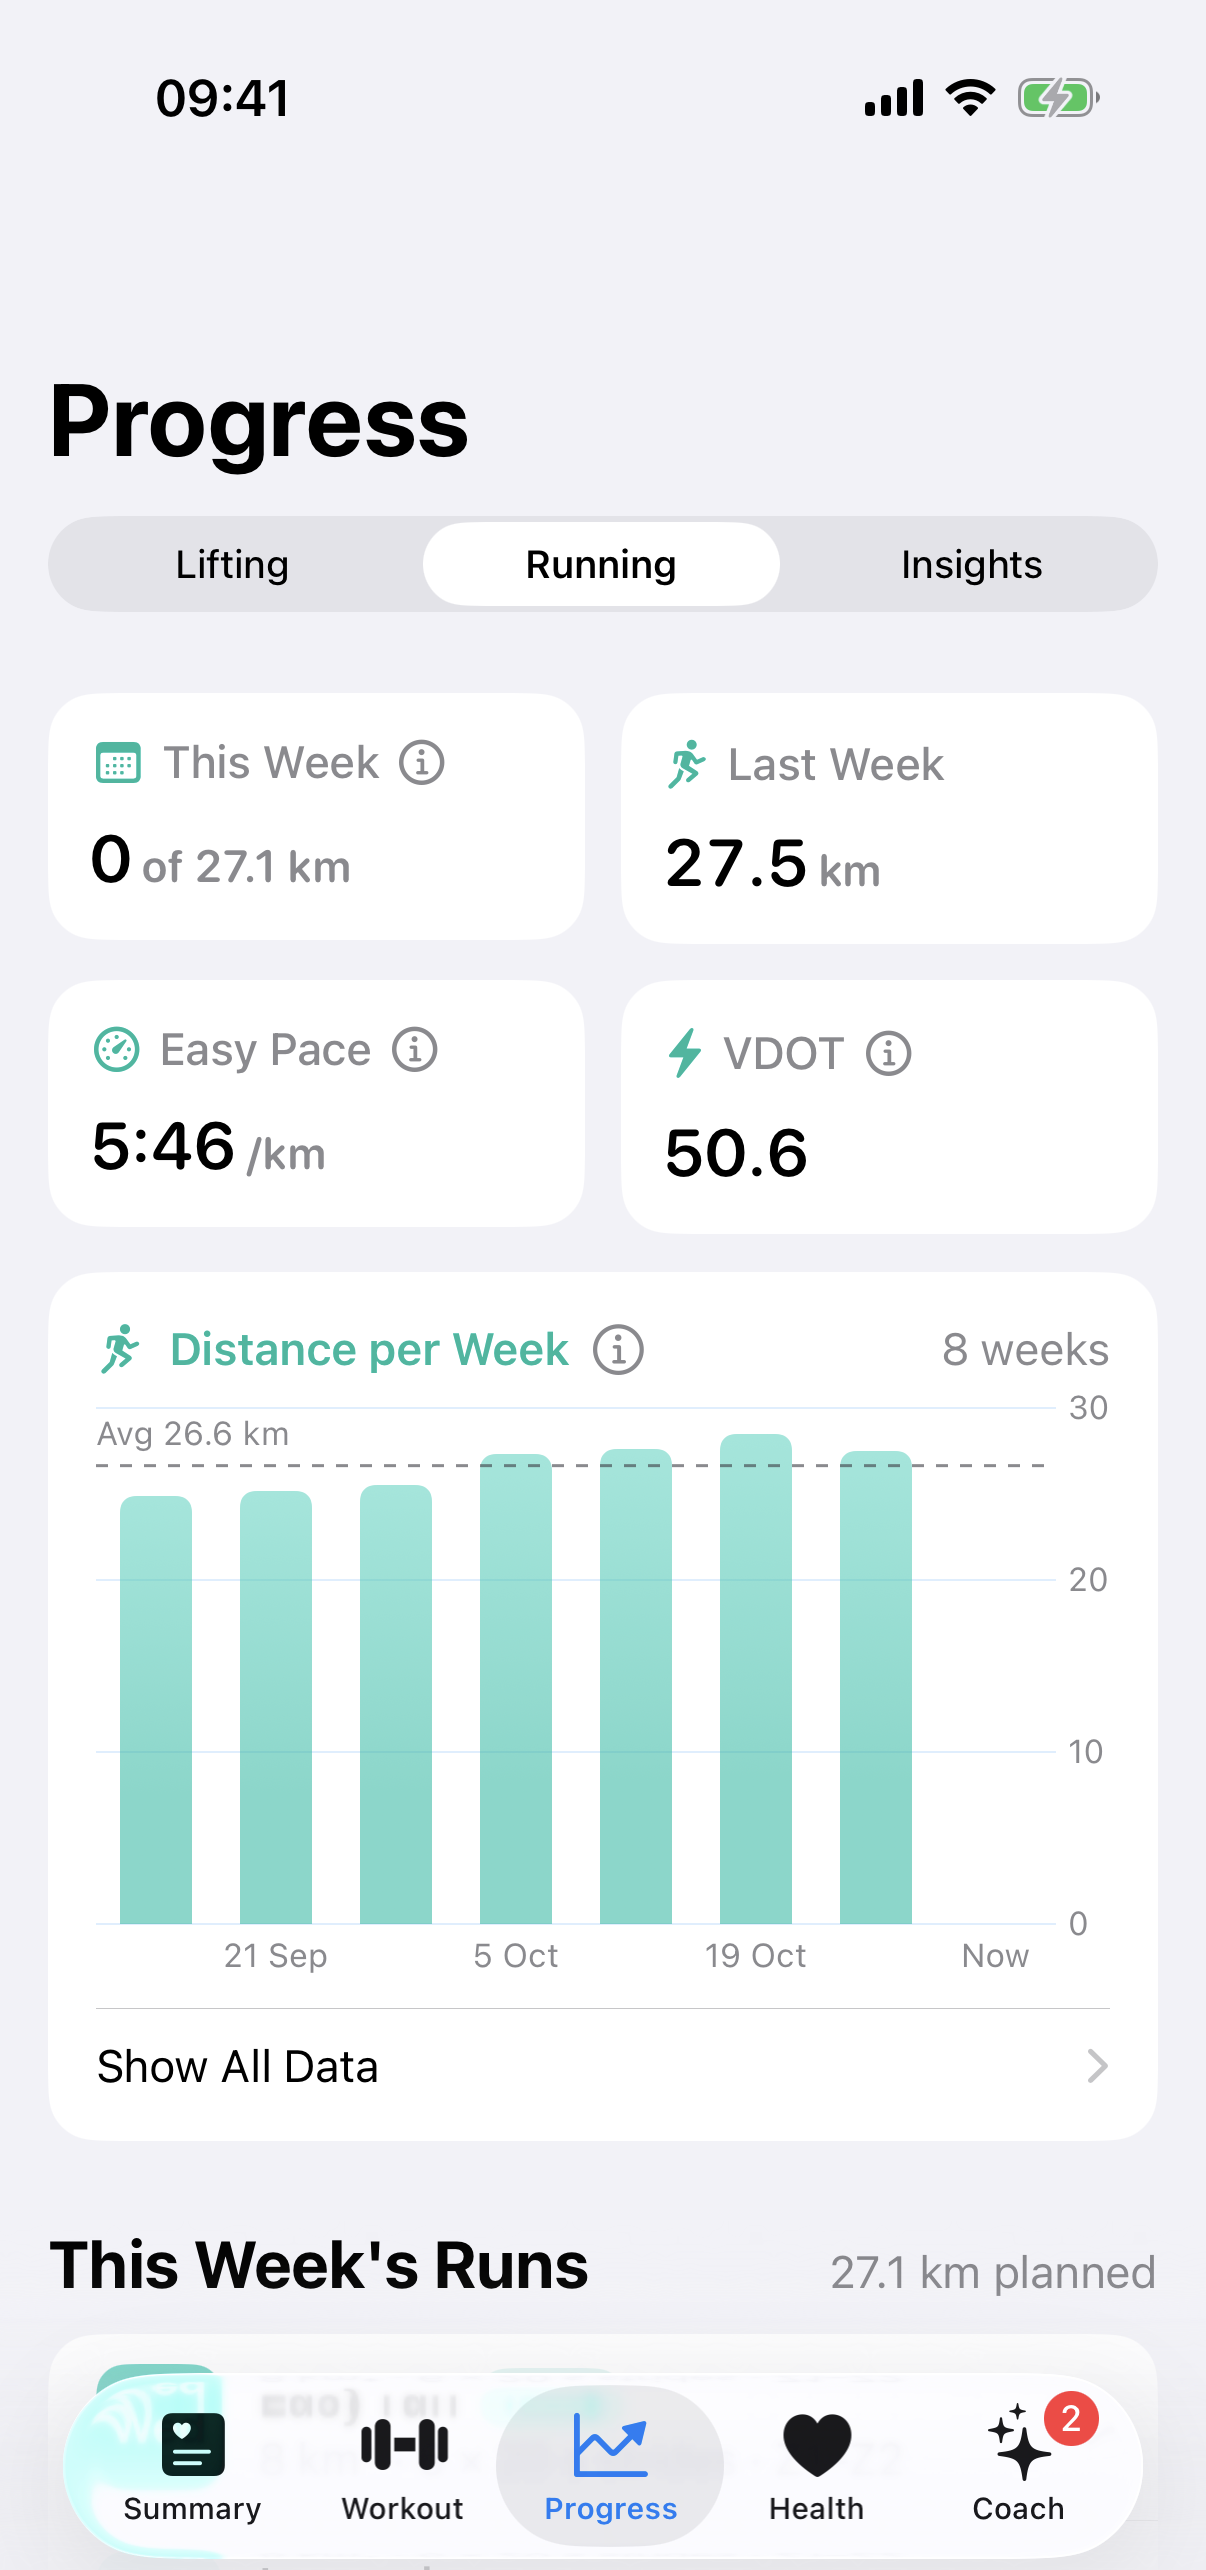 09:41
Progress
Lifting
Running
Insights
This Week
0 of 27.1 km
Last Week
27.5 km
Easy Pace
5:46 /km
VDOT
50.6
Distance per Week
8 weeks
30
Avg 26.6 km
20
10
0
21 Sep
5 Oct
19 Oct
Now
Show All Data
This Week's Runs
27.1 km planned
2
Summary
Workout
Progress
Health
Coach